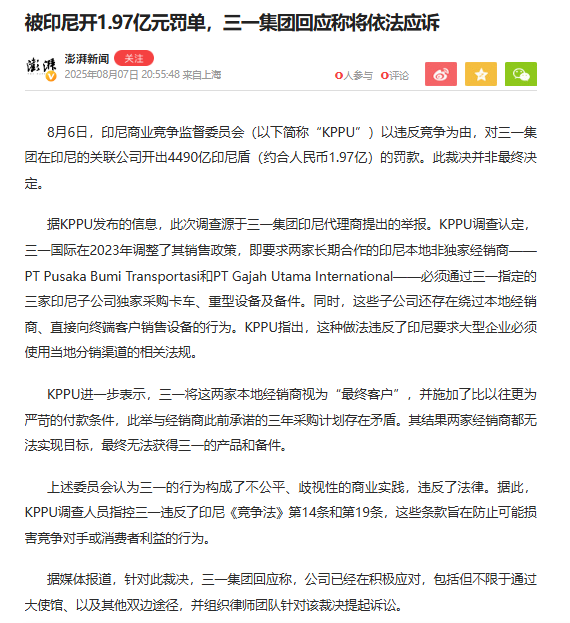 被印尼开1.97亿元罚单，三一集团回应称将依法应诉
澎湃
澎湃新闻 关注
2025年08月07日 20:55:48 来自上海
0人参与 0评论
8月6日，印尼商业竞争监督委员会（以下简称“KPPU”）以违反竞争为由，对三一集
团在印尼的关联公司开出4490亿印尼盾（约合人民币1.97亿）的罚款。此裁决并非最终决
定。
据KPPU发布的信息，此次调查源于三一集团印尼代理商提出的举报。KPPU调查认定，
三一国际在2023年调整了其销售政策，即要求两家长期合作的印尼本地非独家经销商——
PT Pusaka Bumi Transportasi和PT Gajah Utama International——必须通过三一指定的
三家印尼子公司独家采购卡车、重型设备及备件。同时，这些子公司还存在绕过本地经销
商、直接向终端客户销售设备的行为。KPPU指出，这种做法违反了印尼要求大型企业必须
使用当地分销渠道的相关法规。
KPPU进一步表示，三一将这两家本地经销商视为“最终客户”，并施加了比以往更为
严苛的付款条件，此举与经销商此前承诺的三年采购计划存在矛盾。其结果两家经销商都无
法实现目标，最终无法获得三一的产品和备件。
上述委员会认为三一的行为构成了不公平、歧视性的商业实践，违反了法律。据此，
KPPU调查人员指控三一违反了印尼《竞争法》第14条和第19条，这些条款旨在防止可能损
害竞争对手或消费者利益的行为。
据媒体报道，针对此裁决，三一集团回应称，公司已经在积极应对，包括但不限于通过
大使馆、以及其他双边途径，并组织律师团队针对该裁决提起诉讼。